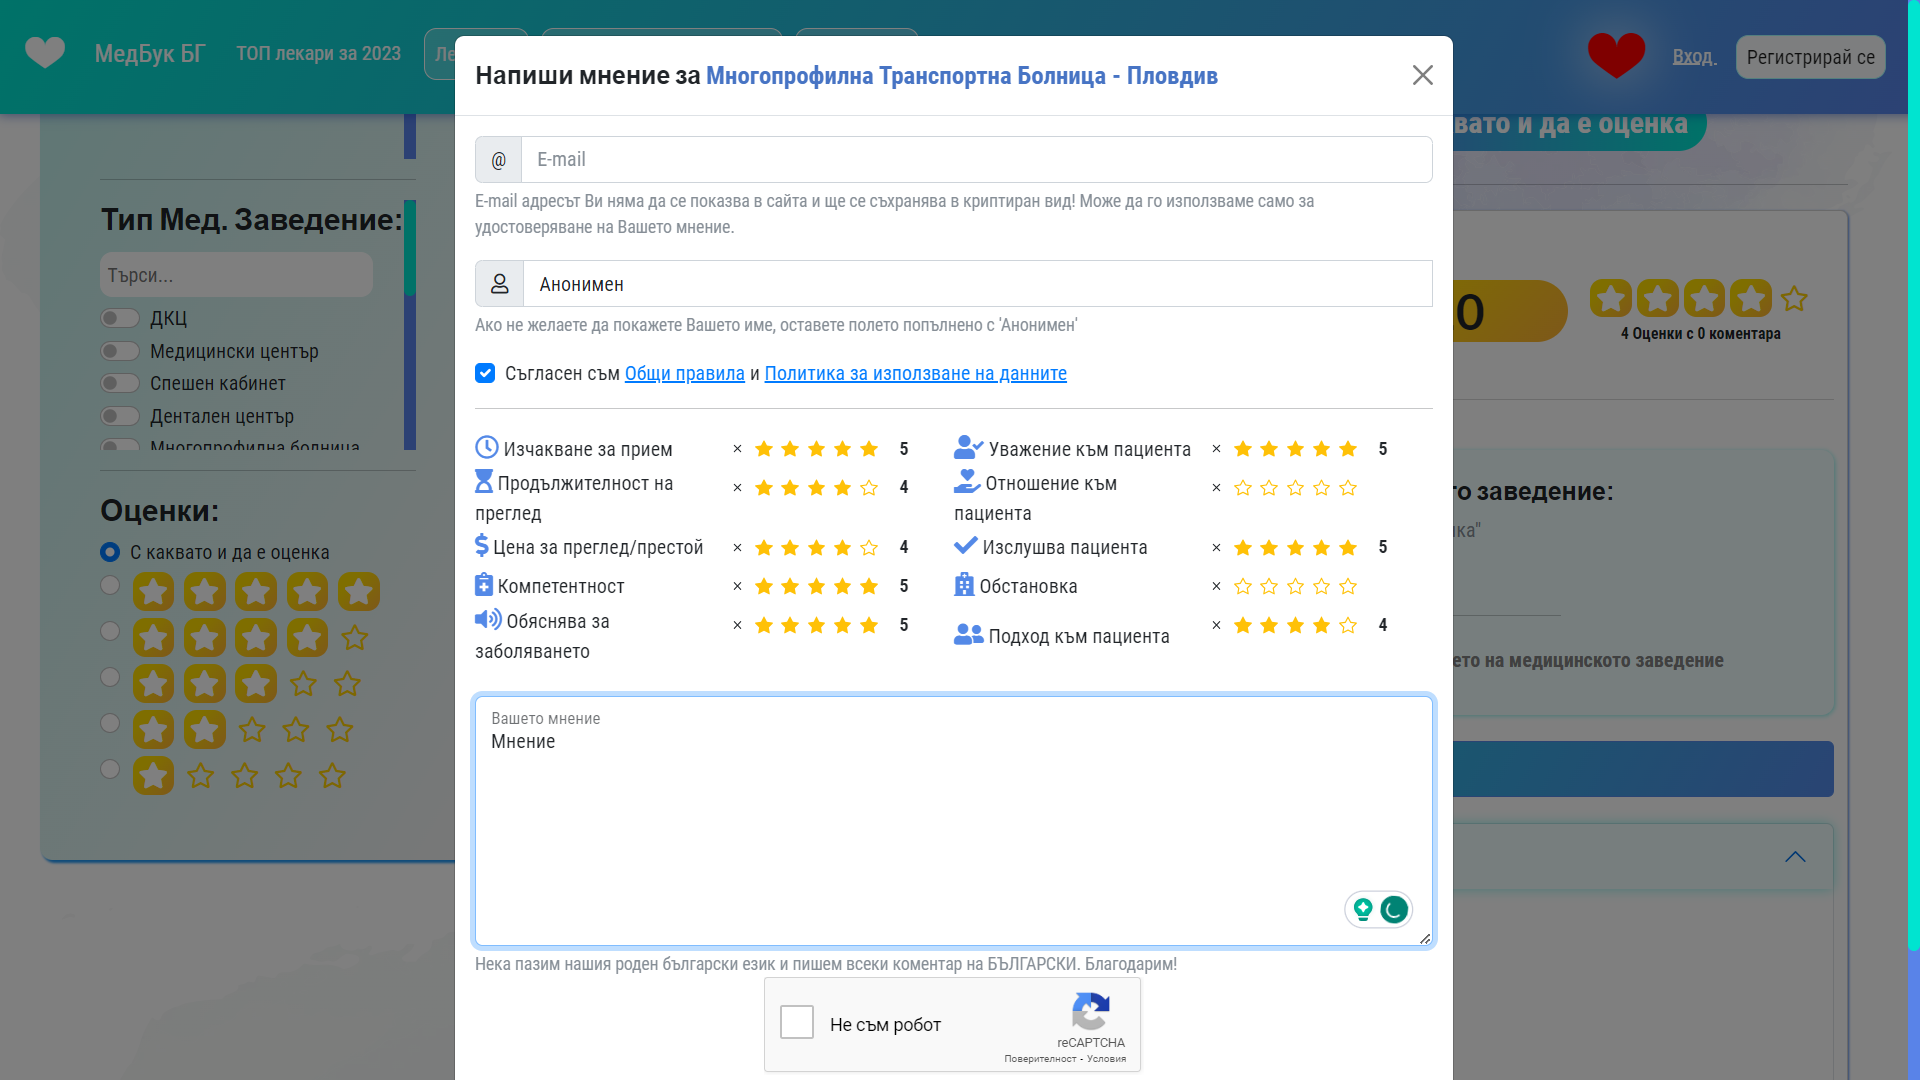 МедБук БГ
ТОП лекари за 2023
Ле
Вход
Регистрирай се
Напиши мнение за Многопрофилна Транспортна Болница - Пловдив
@ E-mail
E-mail адресът Ви няма да се показва в сайта и ще се съхранява в криптиран вид! Може да го използваме само за
удостоверяване на Вашето мнение.
Анонимен
Ако не желаете да покажете Вашето име, оставете полето попълнено с 'Анонимен'
Съгласен съм Общи правила и Политика за използване на данните
Изчакване за прием × 5
Продължителност на
преглед × 4
Цена за преглед/престой × 4
Компетентност × 5
Обяснява за
заболяването × 5
Уважение към пациента × 5
Отношение към
пациента ×
Изслушва пациента × 5
Обстановка ×
Подход към пациента × 4
Вашето мнение
Мнение
Нека пазим нашия роден български език и пишем всеки коментар на БЪЛГАРСКИ. Благодарим!
Не съм робот
reCAPTCHA
Поверителност - Условия
Тип Мед. Заведение:
Търси...
ДКЦ
Медицински център
Спешен кабинет
Дентален център
Многопрофилна болница
Оценки:
С каквато и да е оценка
вато и да е оценка
0
4 Оценки с 0 коментара
о заведение:
ка"
ето на медицинското заведение